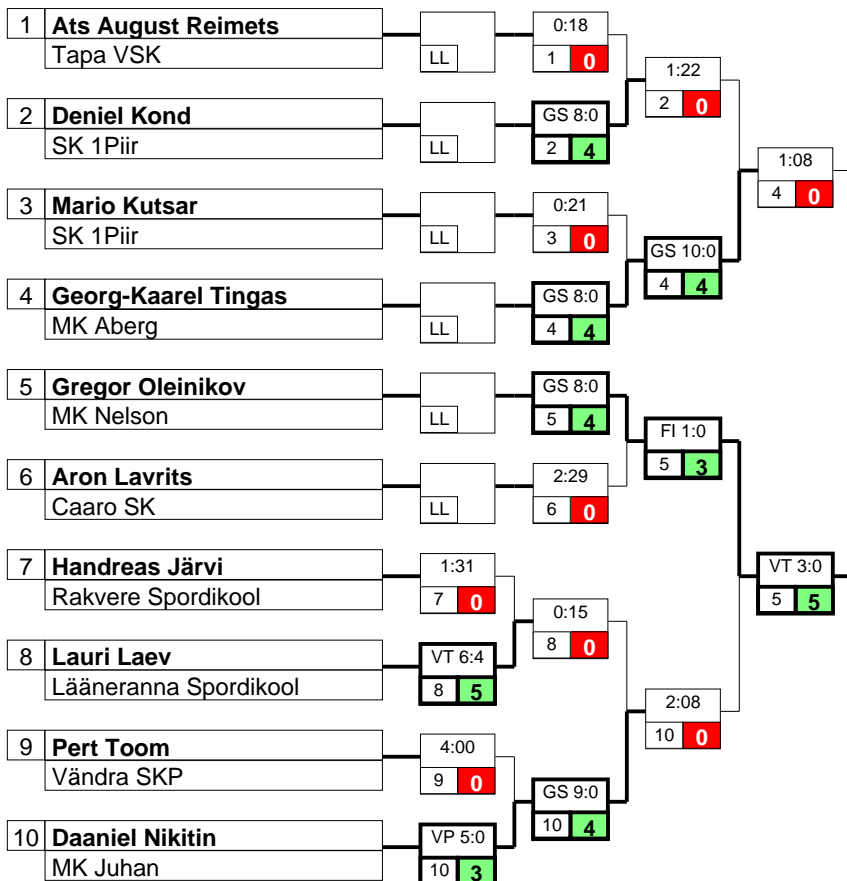 1 Ats August Reimets
Tapa VSK
LL
0:18
1 0
1:22
2 0
2 Deniel Kond
SK 1Piir
LL
GS 8:0
2 4
1:08
4 0
3 Mario Kutsar
SK 1Piir
LL
0:21
3 0
GS 10:0
4 4
4 Georg-Kaarel Tingas
MK Aberg
LL
GS 8:0
4 4
5 Gregor Oleinikov
MK Nelson
LL
GS 8:0
5 4
FI 1:0
5 3
6 Aron Lavrits
Caaro SK
LL
2:29
6 0
7 Handreas Järvi
Rakvere Spordikool
1:31
7 0
VT 3:0
5 5
0:15
8 0
8 Lauri Laev
Lääneranna Spordikool
VT 6:4
8 5
2:08
10 0
9 Pert Toom
Vändra SKP
4:00
9 0
GS 9:0
10 4
10 Daaniel Nikitin
MK Juhan
VP 5:0
10 3